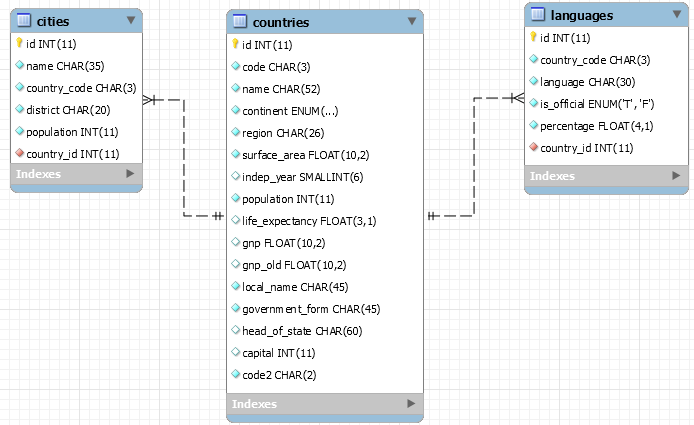 cities
id INT(11)
name CHAR(35)
country_code CHAR(3)
district CHAR(20)
population INT(11)
country_id INT(11)
Indexes
countries
id INT(11)
code CHAR(3)
name CHAR(52)
continent ENUM(...)
region CHAR(26)
surface_area FLOAT(10,2)
indep_year SMALLINT(6)
population INT(11)
life_expectancy FLOAT(3,1)
gnp FLOAT(10,2)
gnp_old FLOAT(10,2)
local_name CHAR(45)
government_form CHAR(45)
head_of_state CHAR(60)
capital INT(11)
code2 CHAR(2)
Indexes
languages
id INT(11)
country_code CHAR(3)
language CHAR(30)
is_official ENUM('T', 'F')
percentage FLOAT(4,1)
country_id INT(11)
Indexes